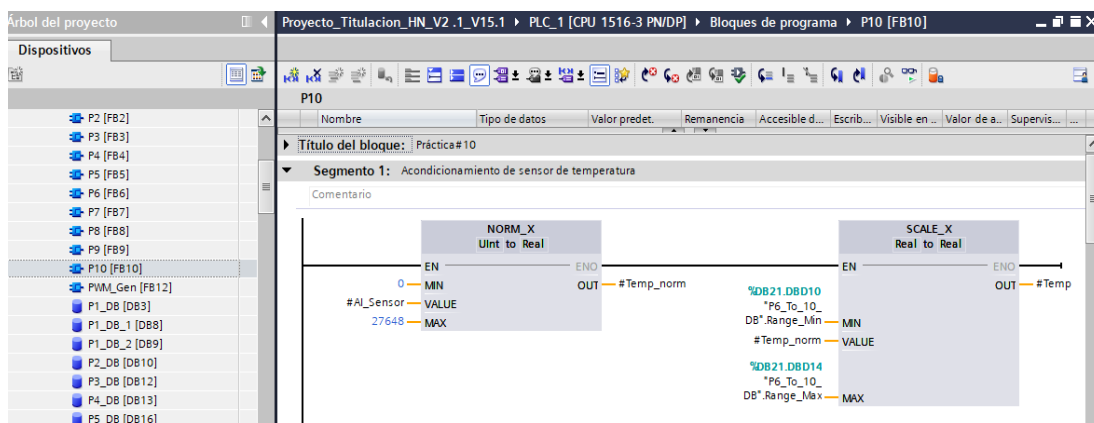 Árbol del proyecto
Proyecto_Titulacion_HN_V2 .1_V15.1 ▸ PLC_1 [CPU 1516-3 PN/DP] ▸ Bloques de programa ▸ P10 [FB10]
Dispositivos
P2 [FB2]
P3 [FB3]
P4 [FB4]
P5 [FB5]
P6 [FB6]
P7 [FB7]
P8 [FB8]
P9 [FB9]
P10 [FB10]
PWM_Gen [FB12]
P1_DB [DB3]
P1_DB_1 [DB8]
P1_DB_2 [DB9]
P2_DB [DB10]
P3_DB [DB12]
P4_DB [DB13]
P5_DB [DB16]
P10
Nombre Tipo de datos Valor predet. Remanencia Accesible d... Escrib... Visible en .. Valor de a.. Supervis... ...
Título del bloque: Práctica#10
Segmento 1: Acondicionamiento de sensor de temperatura
Comentario
NORM_X
UInt to Real
EN ENO
0 MIN OUT #Temp_norm
#AI_Sensor VALUE
27648 MAX
SCALE_X
Real to Real
EN ENO
OUT #Temp
%DB21.DBD10
"P6_To_10_
DB".Range_Min MIN
#Temp_norm VALUE
%DB21.DBD14
"P6_To_10_
DB".Range_Max MAX